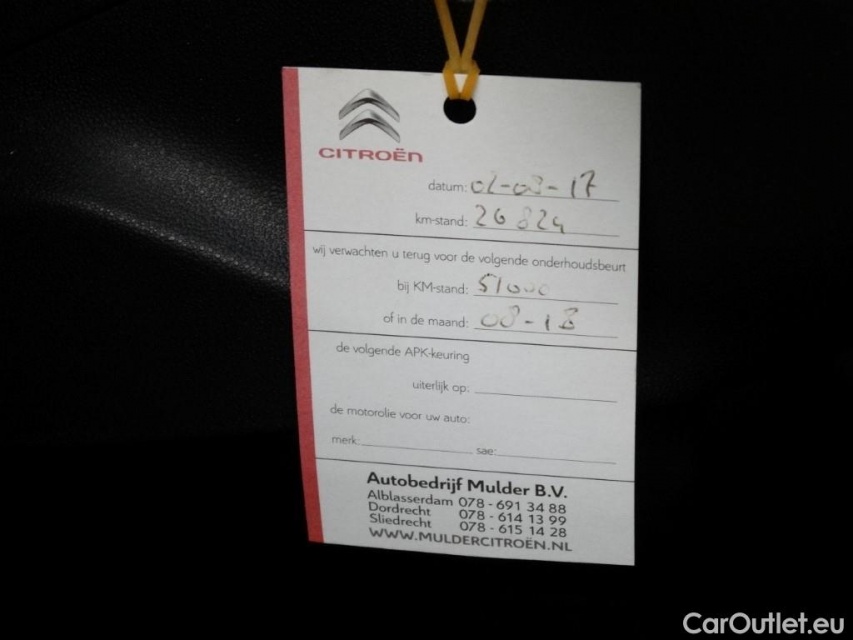 CITROËN
datum: 02-08-17
km-stand: 26824
wij verwachten u terug voor de volgende onderhoudsbeurt
bij KM-stand: 51000
of in de maand: 08-18
de volgende APK-keuring
uiterlijk op:
de motorolie voor uw auto:
merk: sae:
Autobedrijf Mulder B.V.
Alblasserdam 078 - 691 34 88
Dordrecht 078 - 614 13 99
Sliedrecht 078 - 615 14 28
WWW.MULDERCITROËN.NL
CarOutlet.eu